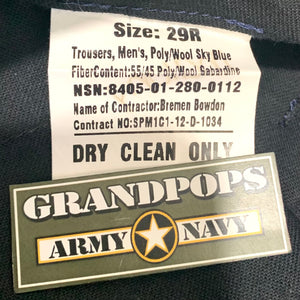 Size: 29R
Trousers, Men's, Poly/Wool Sky Blue
FiberContent:55/45 Poly/Wool Sabardine
NSN:8405-01-280-0112
Name of Contractor:Bremen Bowdon
Contract NO:SPM1C1-12-D-1034
DRY CLEAN ONLY
GRANDPOPS
ARMY NAVY